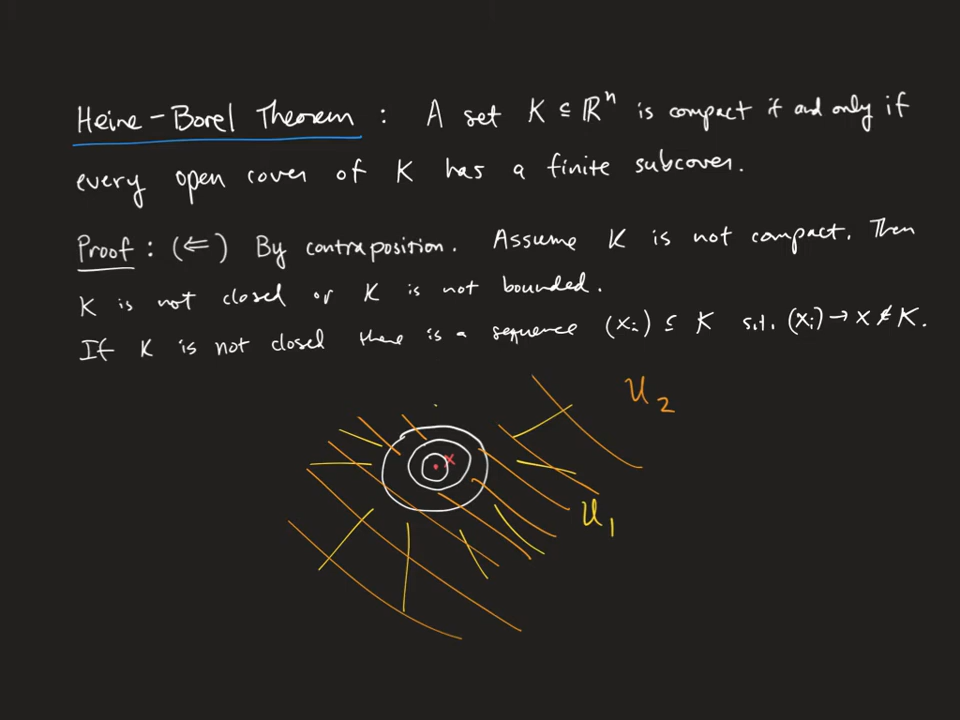 Heine-Borel Theorem : A set K ⊆ ℝⁿ is compact if and only if
every open cover of K has a finite subcover.
Proof : (⇐) By contraposition. Assume K is not compact. Then
K is not closed or K is not bounded.
If K is not closed there is a sequence (xᵢ) ⊆ K s.t. (xᵢ) → x ∉ K.
U₂
x
U₁